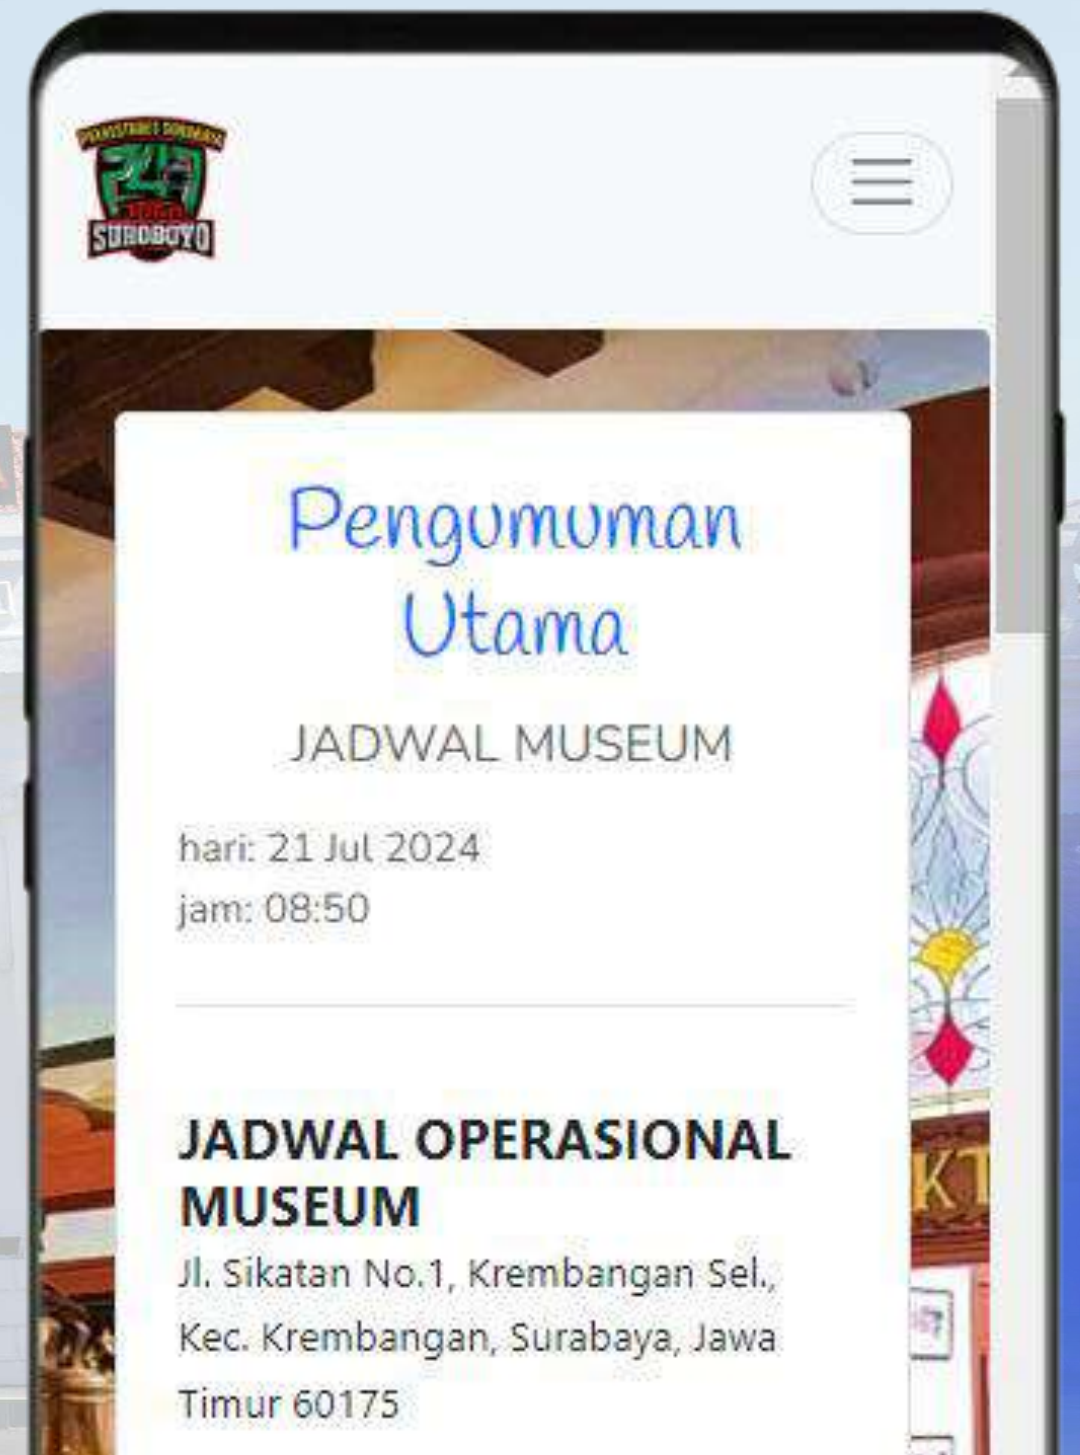 SUROBOYO
Pengumuman
Utama
JADWAL MUSEUM
hari: 21 Jul 2024
jam: 08:50
JADWAL OPERASIONAL
MUSEUM
Jl. Sikatan No.1, Krembangan Sel.,
Kec. Krembangan, Surabaya, Jawa
Timur 60175
KT